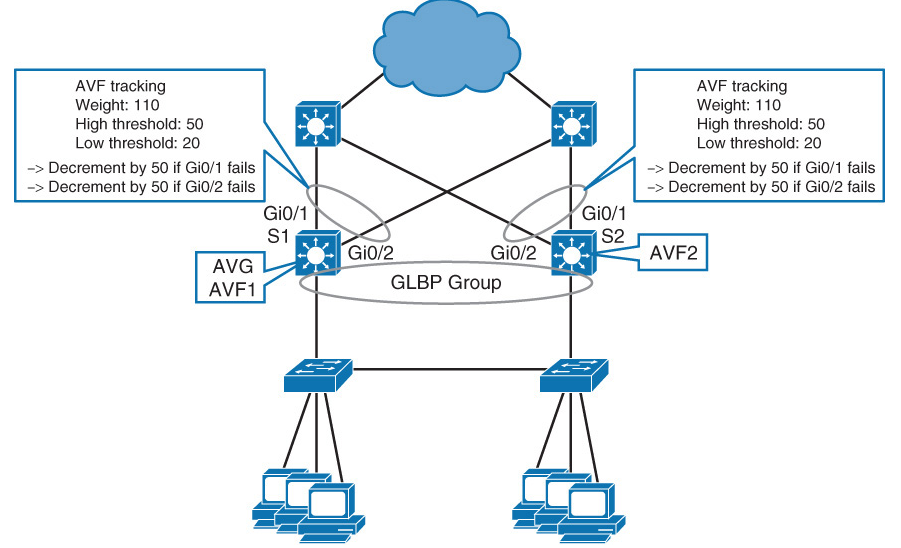 AVF tracking
Weight: 110
High threshold: 50
Low threshold: 20
–> Decrement by 50 if Gi0/1 fails
–> Decrement by 50 if Gi0/2 fails
AVF tracking
Weight: 110
High threshold: 50
Low threshold: 20
–> Decrement by 50 if Gi0/1 fails
–> Decrement by 50 if Gi0/2 fails
Gi0/1
S1
Gi0/2
Gi0/1
S2
Gi0/2
AVG
AVF1
AVF2
GLBP Group